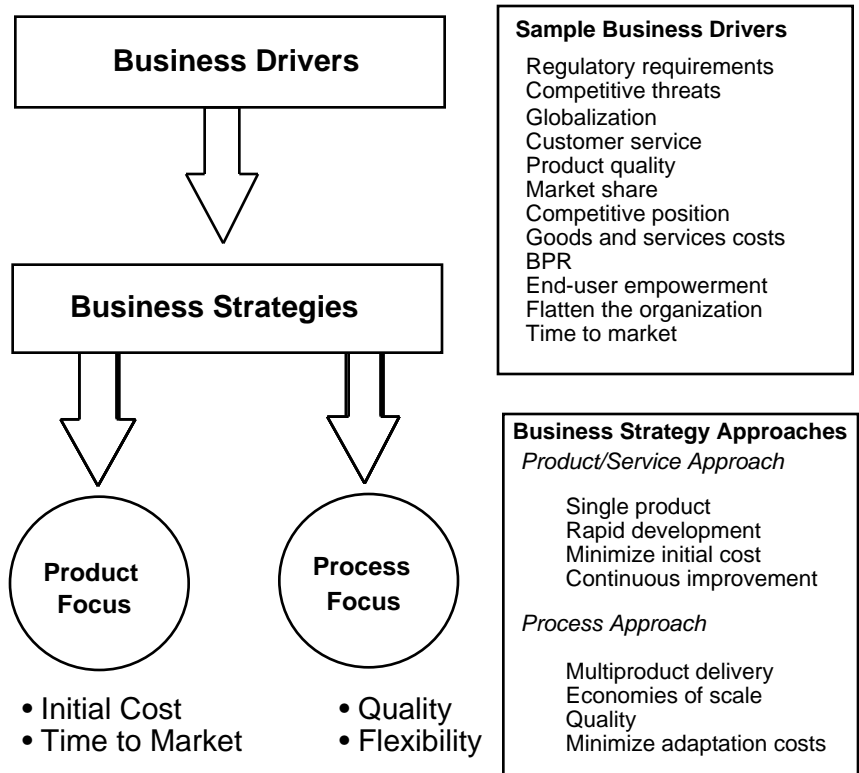 Business Drivers
Business Strategies
Product
Focus
• Initial Cost
• Time to Market
Process
Focus
• Quality
• Flexibility
Sample Business Drivers
Regulatory requirements
Competitive threats
Globalization
Customer service
Product quality
Market share
Competitive position
Goods and services costs
BPR
End-user empowerment
Flatten the organization
Time to market
Business Strategy Approaches
Product/Service Approach
Single product
Rapid development
Minimize initial cost
Continuous improvement
Process Approach
Multiproduct delivery
Economies of scale
Quality
Minimize adaptation costs